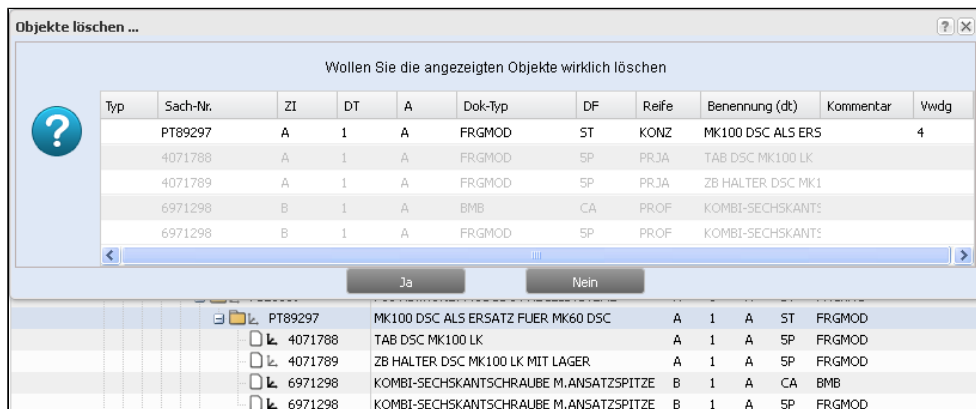 Objekte löschen ...
Wollen Sie die angezeigten Objekte wirklich löschen
Typ Sach-Nr. ZI DT A Dok-Typ DF Reife Benennung (dt) Kommentar Vwdg
PT89297 A 1 A FRGMOD ST KONZ MK100 DSC ALS ERS 4
4071788 A 1 A FRGMOD 5P PRJA TAB DSC MK100 LK
4071789 A 1 A FRGMOD 5P PRJA ZB HALTER DSC MK1
6971298 B 1 A BMB CA PROF KOMBI-SECHSKANTS
6971298 B 1 A FRGMOD 5P PROF KOMBI-SECHSKANTS
Ja Nein
PT89297 MK100 DSC ALS ERSATZ FUER MK60 DSC A 1 A ST FRGMOD
4071788 TAB DSC MK100 LK A 1 A 5P FRGMOD
4071789 ZB HALTER DSC MK100 LK MIT LAGER A 1 A 5P FRGMOD
6971298 KOMBI-SECHSKANTSCHRAUBE M.ANSATZSPITZE B 1 A CA BMB
6971298 KOMBI-SECHSKANTSCHRAUBE M.ANSATZSPITZE B 1 A 5P FRGMOD